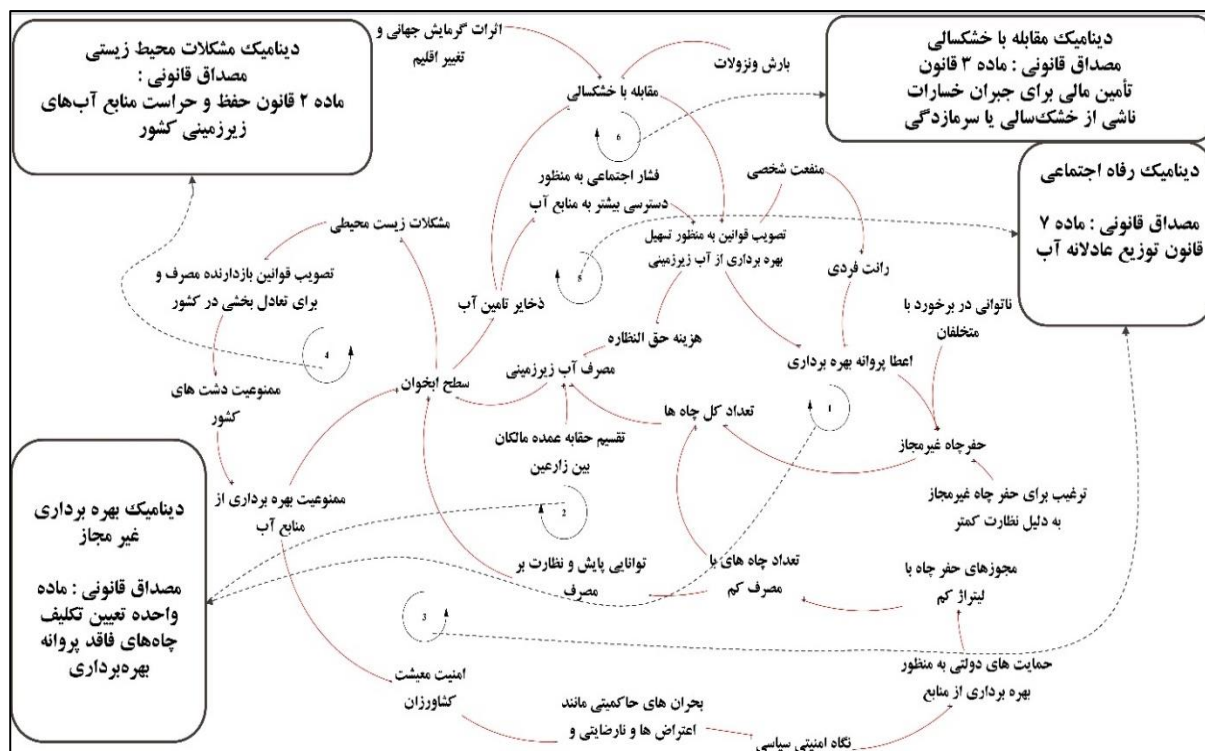 دینامیک مشکلات محیط زیستی
مصداق قانونی :
ماده ۲ قانون حفظ و حراست منابع آب‌های
زیرزمینی کشور
اثرات گرمایش جهانی و
تغییر اقلیم
بارش ونزولات
مقابله با خشکسالی
دینامیک مقابله با خشکسالی
مصداق قانونی : ماده ۳ قانون
تأمین مالی برای جبران خسارات
ناشی از خشک‌سالی یا سرمازدگی
6
فشار اجتماعی به منظور
دسترسی بیشتر به منابع آب
منفعت شخصی
دینامیک رفاه اجتماعی
مصداق قانونی : ماده ۷
قانون توزیع عادلانه آب
مشکلات زیست محیطی
تصویب قوانین به منظور تسهیل
بهره برداری از آب زیرزمینی
رانت فردی
تصویب قوانین بازدارنده مصرف و
برای تعادل بخشی در کشور
5
ذخایر تامین آب
ناتوانی در برخورد با
متخلفان
هزینه حق النظاره
4
اعطا پروانه بهره برداری
مصرف آب زیرزمینی
سطح ابخوان
ممنوعیت دشت های
کشور
1
تعداد کل چاه ها
تقسیم حقابه عمده مالکان
بین زارعین
حفرچاه غیرمجاز
دینامیک بهره برداری
غیر مجاز
مصداق قانونی : ماده
واحده تعیین تکلیف
چاه‌های فاقد پروانه
بهره‌برداری
ممنوعیت بهره برداری از
منابع آب
2
ترغیب برای حفر چاه غیرمجاز
به دلیل نظارت کمتر
توانایی پایش و نظارت بر
مصرف
تعداد چاه های با
مصرف کم
مجوزهای حفر چاه با
لیتراژ کم
3
امنیت معیشت
کشاورزان
بحران های حاکمیتی مانند
اعتراض ها و نارضایتی و
نگاه امنیتی سیاسی
حمایت های دولتی به منظور
بهره برداری از منابع